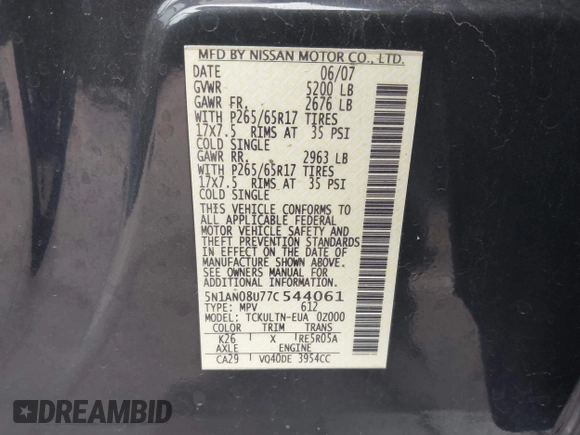 MFD BY NISSAN MOTOR CO., LTD.
DATE 06/07
GVWR 5200 LB
GAWR FR. 2676 LB
WITH P265/65R17 TIRES
17X7.5 RIMS AT 35 PSI
COLD SINGLE
GAWR RR. 2963 LB
WITH P265/65R17 TIRES
17X7.5 RIMS AT 35 PSI
COLD SINGLE
THIS VEHICLE CONFORMS TO
ALL APPLICABLE FEDERAL
MOTOR VEHICLE SAFETY AND
THEFT PREVENTION STANDARDS
IN EFFECT ON THE DATE OF
MANUFACTURE SHOWN ABOVE.
SEE OWNERS MANUAL FOR
ADDITIONAL INFORMATION.
5N1AN08U77C544061
TYPE: MPV 612
MODEL: TCKULTN-EUA 0Z000
COLOR TRIM TRANS
K26 X RE5R05A
AXLE ENGINE
CA29 VQ40DE 3954CC
DREAMBID